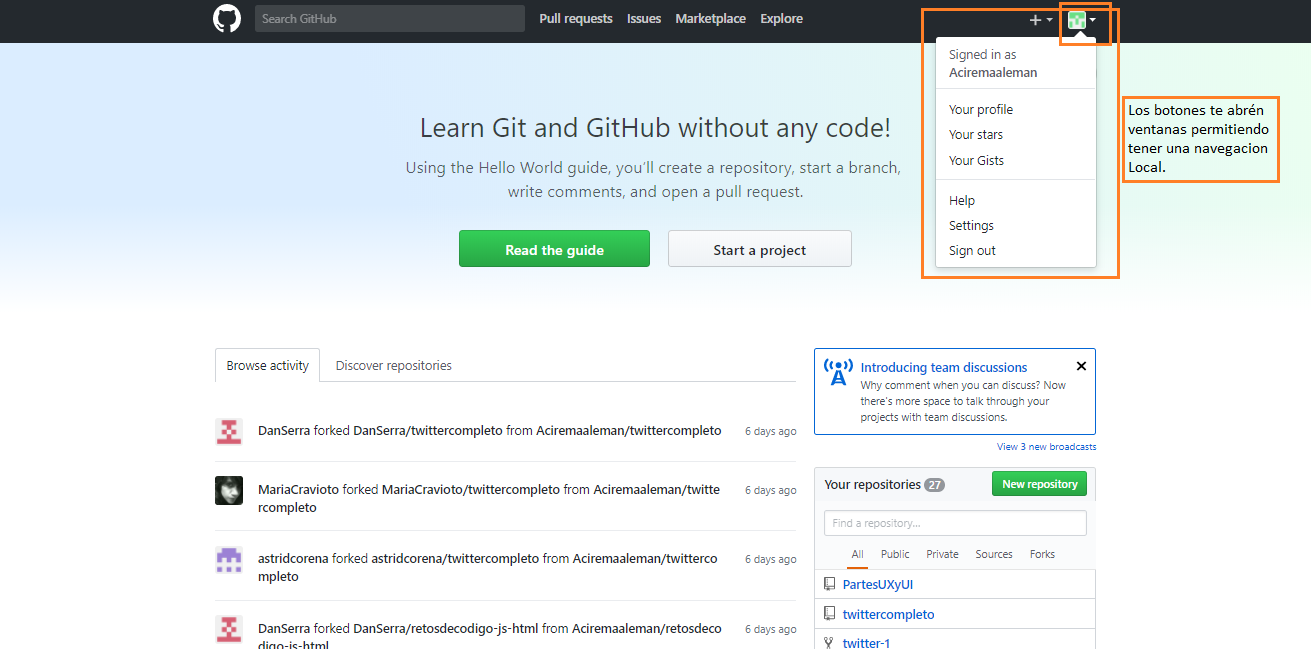 Search GitHub
Pull requests
Issues
Marketplace
Explore
Signed in as
Aciremaaleman
Your profile
Your stars
Your Gists
Help
Settings
Sign out
Los botones te abrén
ventanas permitiendo
tener una navegacion
Local.
Learn Git and GitHub without any code!
Using the Hello World guide, you’ll create a repository, start a branch,
write comments, and open a pull request.
Read the guide
Start a project
Browse activity
Discover repositories
DanSerra forked DanSerra/twittercompleto from Aciremaaleman/twittercompleto
6 days ago
MariaCravioto forked MariaCravioto/twittercompleto from Aciremaaleman/twitte
rcompleto
6 days ago
astridcorena forked astridcorena/twittercompleto from Aciremaaleman/twitterco
mpleto
6 days ago
DanSerra forked DanSerra/retosdecodigo-js-html from Aciremaaleman/retosdeco
digo-js-html
6 days ago
Introducing team discussions
Why comment when you can discuss? Now
there’s more space to talk through your
projects with team discussions.
View 3 new broadcasts
Your repositories 27
New repository
Find a repository...
All
Public
Private
Sources
Forks
PartesUXyUI
twittercompleto
twitter-1